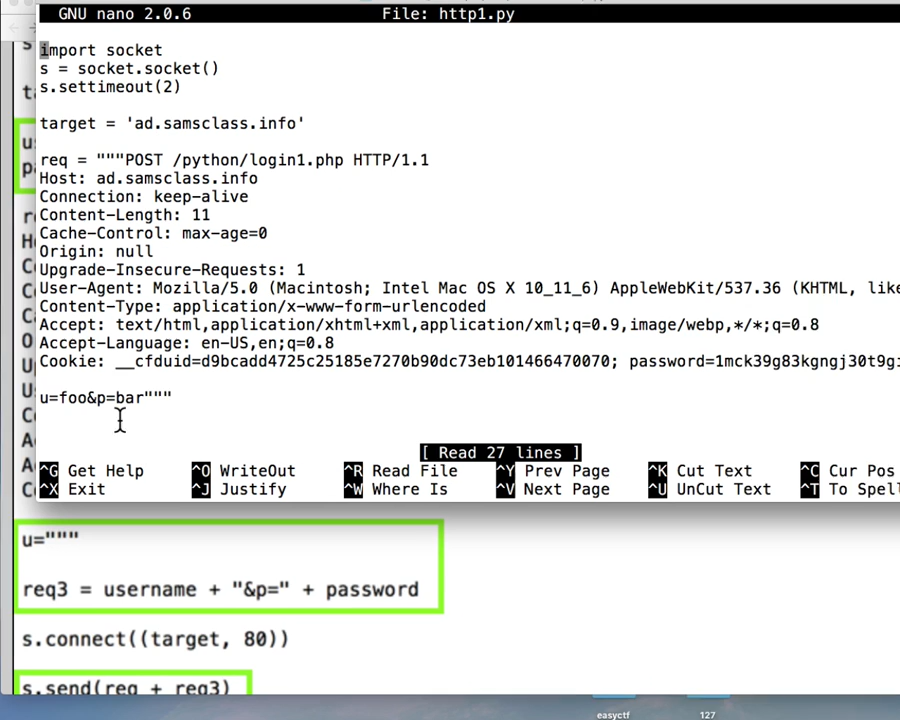 GNU nano 2.0.6 File: http1.py
import socket
s = socket.socket()
s.settimeout(2)
target = 'ad.samsclass.info'
req = """POST /python/login1.php HTTP/1.1
Host: ad.samsclass.info
Connection: keep-alive
Content-Length: 11
Cache-Control: max-age=0
Origin: null
Upgrade-Insecure-Requests: 1
User-Agent: Mozilla/5.0 (Macintosh; Intel Mac OS X 10_11_6) AppleWebKit/537.36 (KHTML, like
Content-Type: application/x-www-form-urlencoded
Accept: text/html,application/xhtml+xml,application/xml;q=0.9,image/webp,*/*;q=0.8
Accept-Language: en-US,en;q=0.8
Cookie: __cfduid=d9bcadd4725c25185e7270b90dc73eb101466470070; password=1mck39g83kgngj30t9g
u=foo&p=bar"""
[ Read 27 lines ]
^G Get Help ^O WriteOut ^R Read File ^Y Prev Page ^K Cut Text ^C Cur Pos
^X Exit ^J Justify ^W Where Is ^V Next Page ^U UnCut Text ^T To Spell
u="""
req3 = username + "&p=" + password
s.connect((target, 80))
s.send(req + req3)
easyctf 127